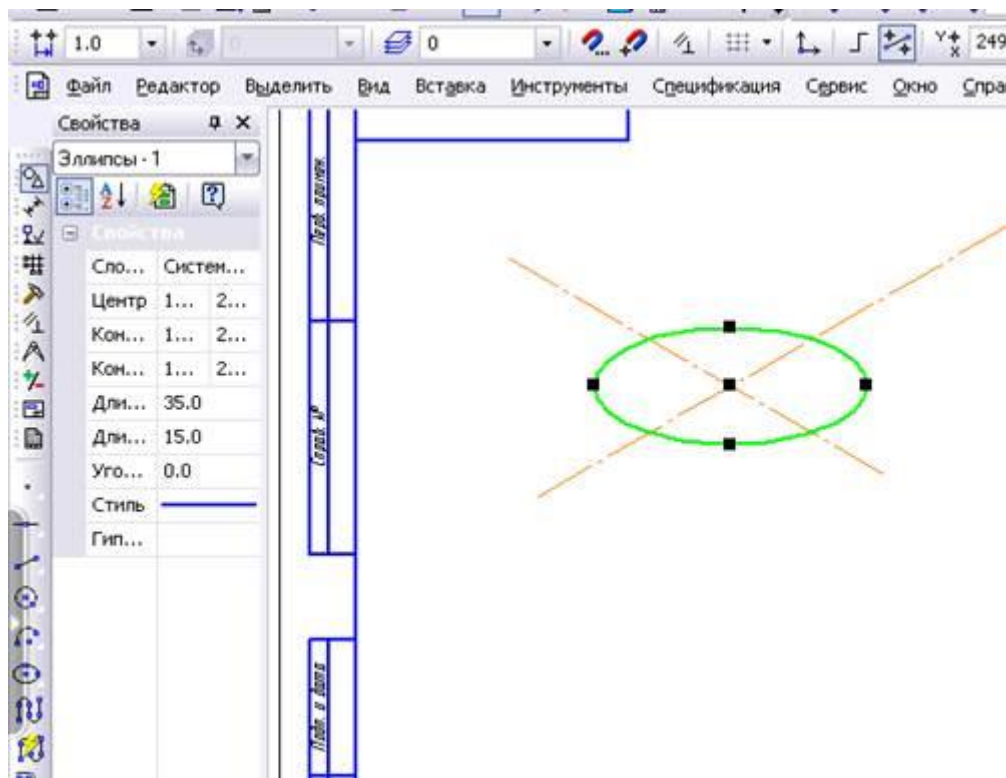 1.0 0 0 249
Файл Редактор Выделить Вид Вставка Инструменты Спецификация Сервис Окно Спра
Свойства
Эллипсы - 1
Свойства
Сло... Систем...
Центр 1... 2...
Кон... 1... 2...
Кон... 1... 2...
Дли... 35.0
Дли... 15.0
Уго... 0.0
Стиль
Гип...
Перв. примен.
Справ. №
Подп. и дата